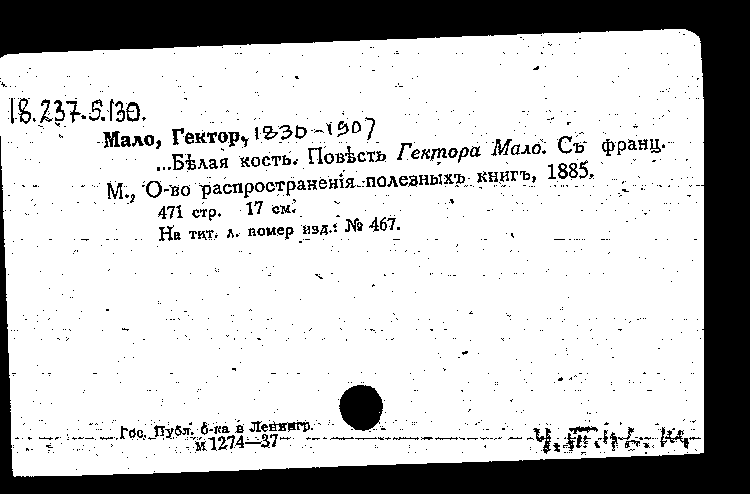 18.237.5.130.
Мало, Гектор, 1830-1907
...Бѣлая кость. Повѣсть Гектора Мало. Съ франц.
М., О-во распространенія полезныхъ книгъ, 1885.
471 стр. 17 см.
На тит. л. номер изд.: № 467.
Гос. Публ. б-ка в Ленингр.
м 1274—37